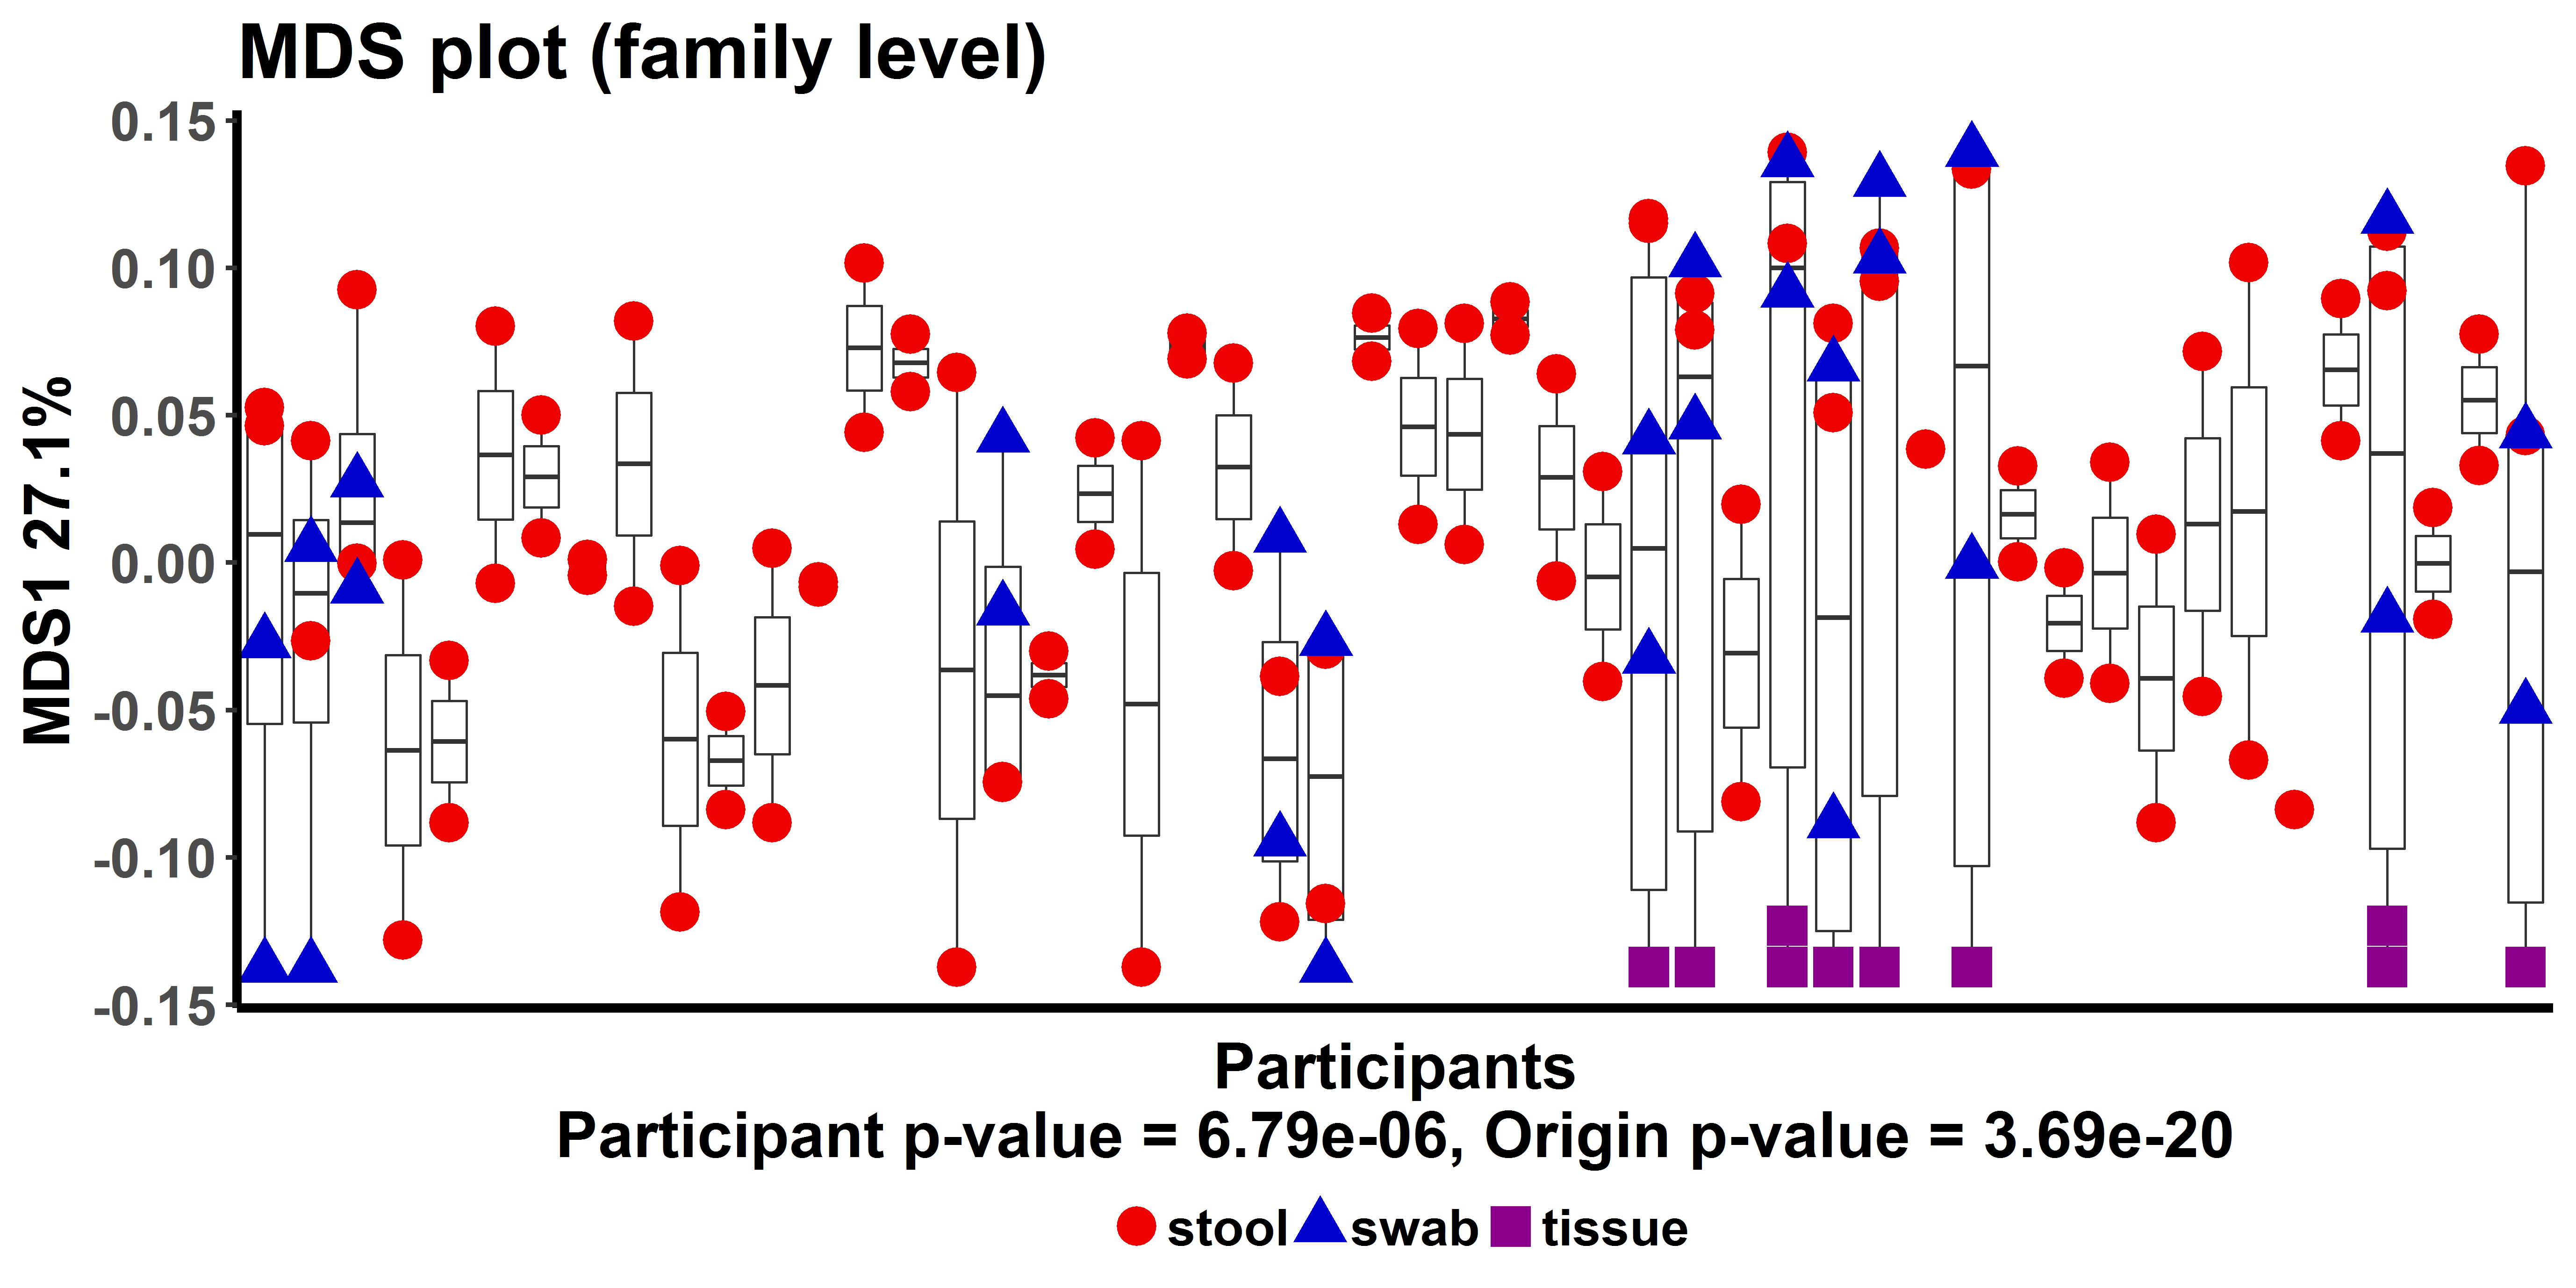 MDS plot (family level)
MDS1 27.1%
0.15
0.10
0.05
0.00
-0.05
-0.10
-0.15
Participants
Participant p-value = 6.79e-06, Origin p-value = 3.69e-20
stool swab tissue